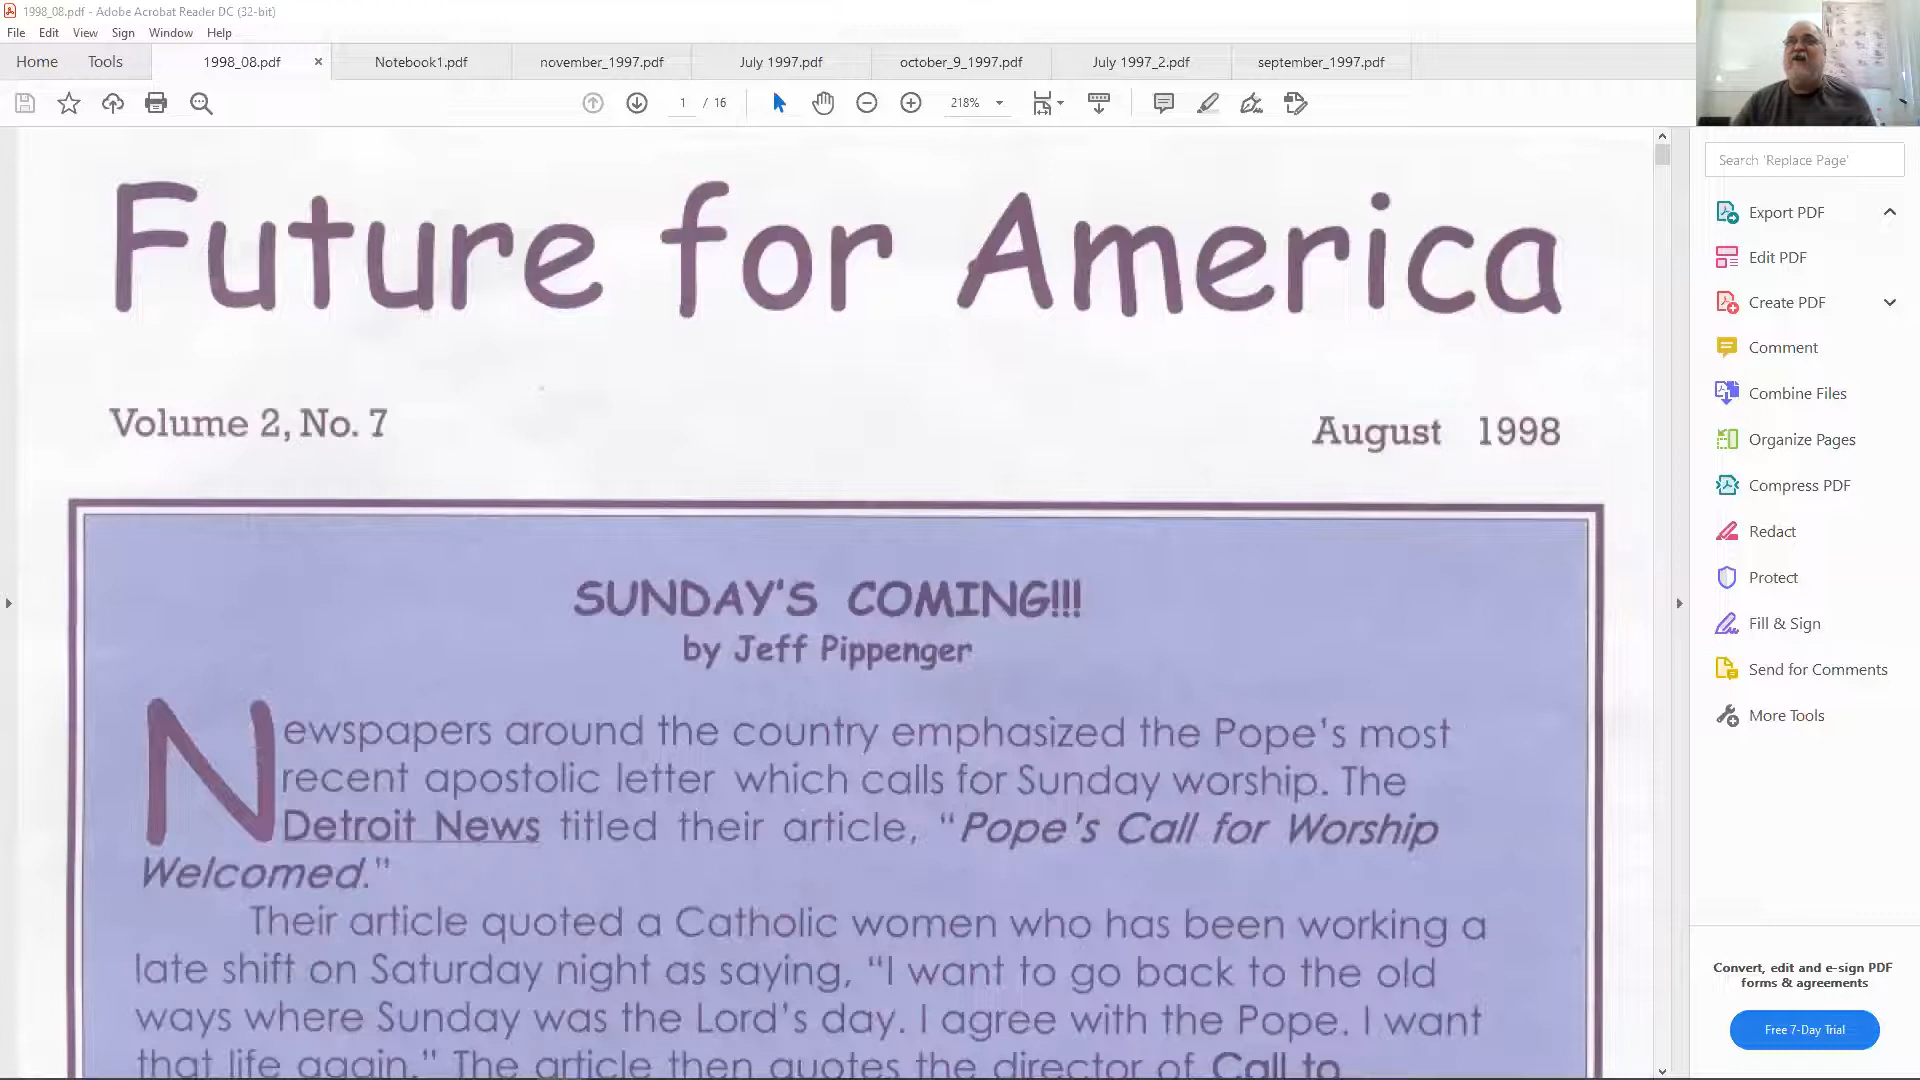 1998_08.pdf - Adobe Acrobat Reader DC (32-bit)
File Edit View Sign Window Help
Home Tools 1998_08.pdf × Notebook1.pdf november_1997.pdf July 1997.pdf october_9_1997.pdf July 1997_2.pdf september_1997.pdf
1 / 16 218%
Future for America
Volume 2, No. 7 August 1998
SUNDAY'S COMING!!!
by Jeff Pippenger
Newspapers around the country emphasized the Pope's most
recent apostolic letter which calls for Sunday worship. The
Detroit News titled their article, "Pope's Call for Worship
Welcomed."
Their article quoted a Catholic women who has been working a
late shift on Saturday night as saying, "I want to go back to the old
ways where Sunday was the Lord's day. I agree with the Pope. I want
that life again." The article then quotes the director of Call to
Search 'Replace Page'
Export PDF
Edit PDF
Create PDF
Comment
Combine Files
Organize Pages
Compress PDF
Redact
Protect
Fill & Sign
Send for Comments
More Tools
Convert, edit and e-sign PDF
forms & agreements
Free 7-Day Trial